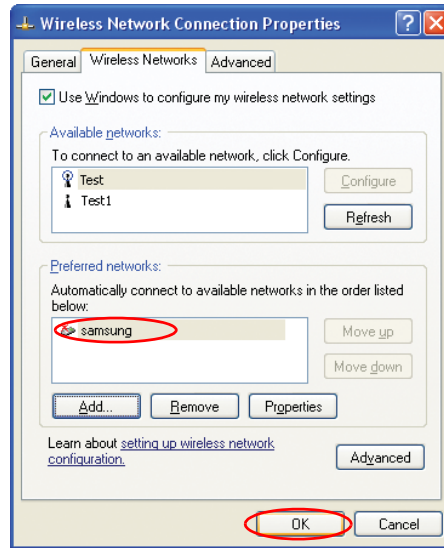 Wireless Network Connection Properties
General Wireless Networks Advanced
Use Windows to configure my wireless network settings
Available networks:
To connect to an available network, click Configure.
Test
Test1
Configure
Refresh
Preferred networks:
Automatically connect to available networks in the order listed
below:
samsung
Move up
Move down
Add... Remove Properties
Learn about setting up wireless network
configuration.
Advanced
OK Cancel